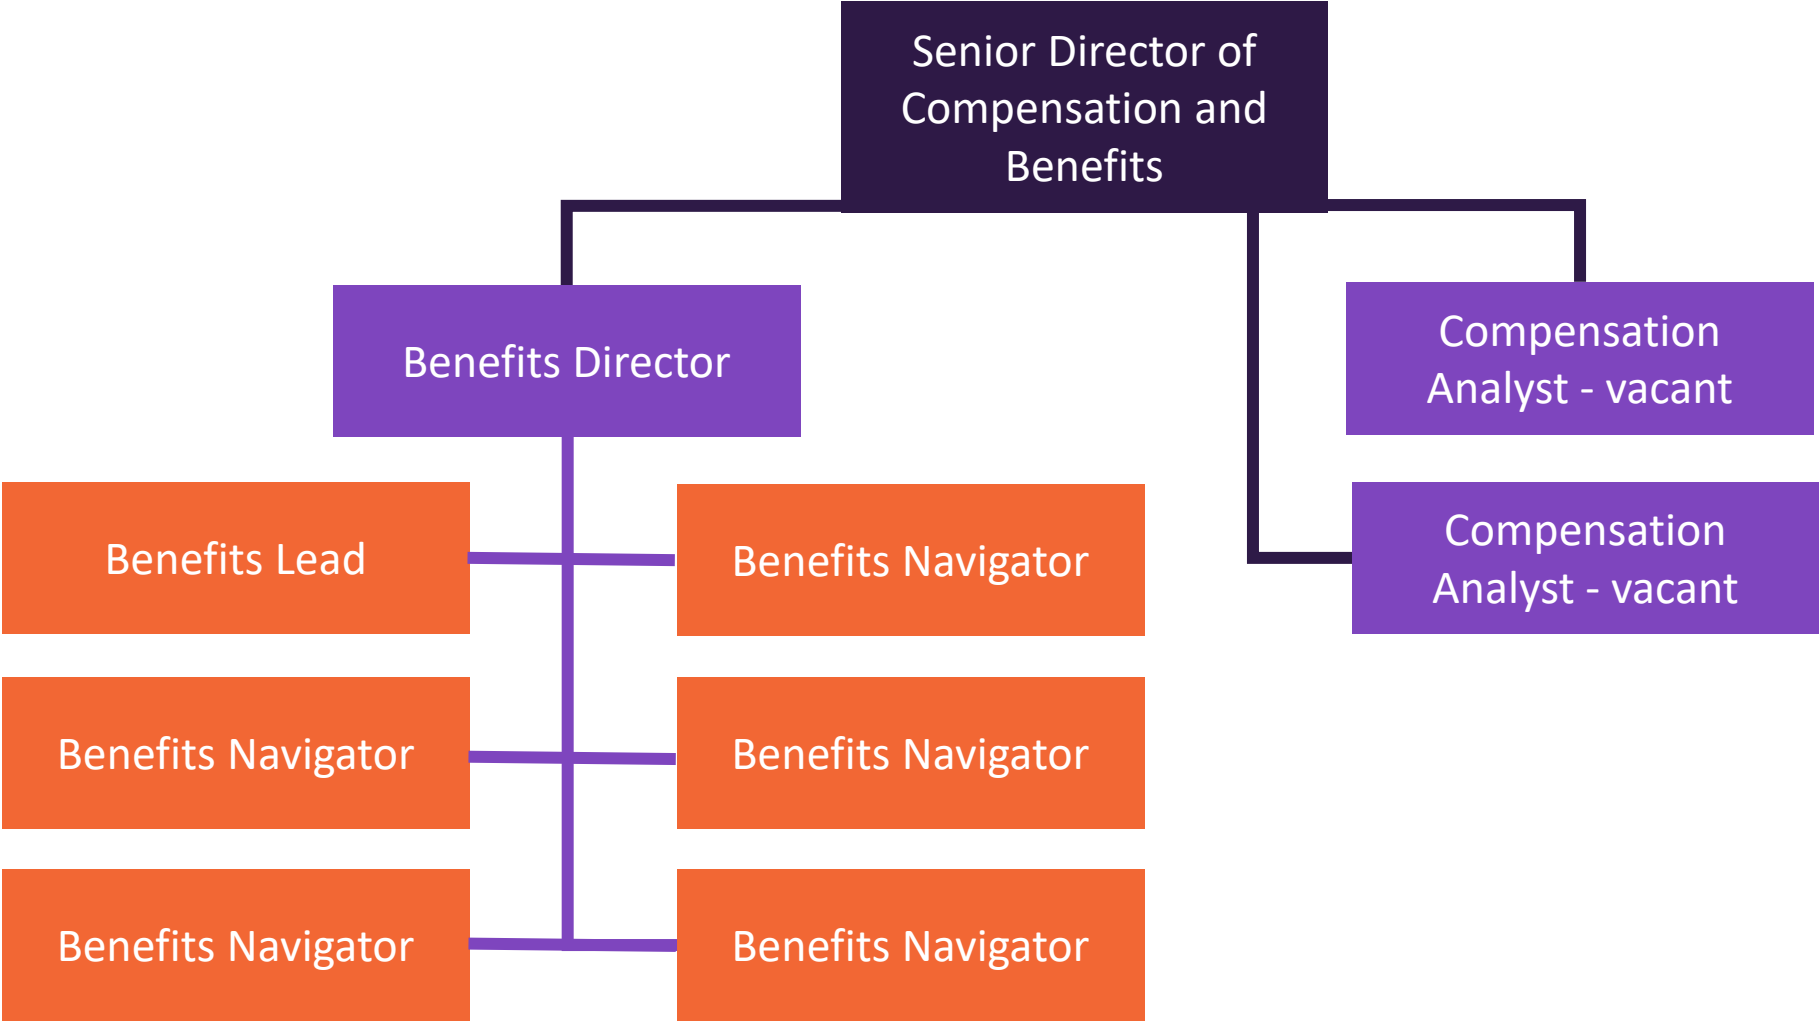 Senior Director of
Compensation and
Benefits
Benefits Director
Compensation
Analyst - vacant
Benefits Lead
Benefits Navigator
Compensation
Analyst - vacant
Benefits Navigator
Benefits Navigator
Benefits Navigator
Benefits Navigator